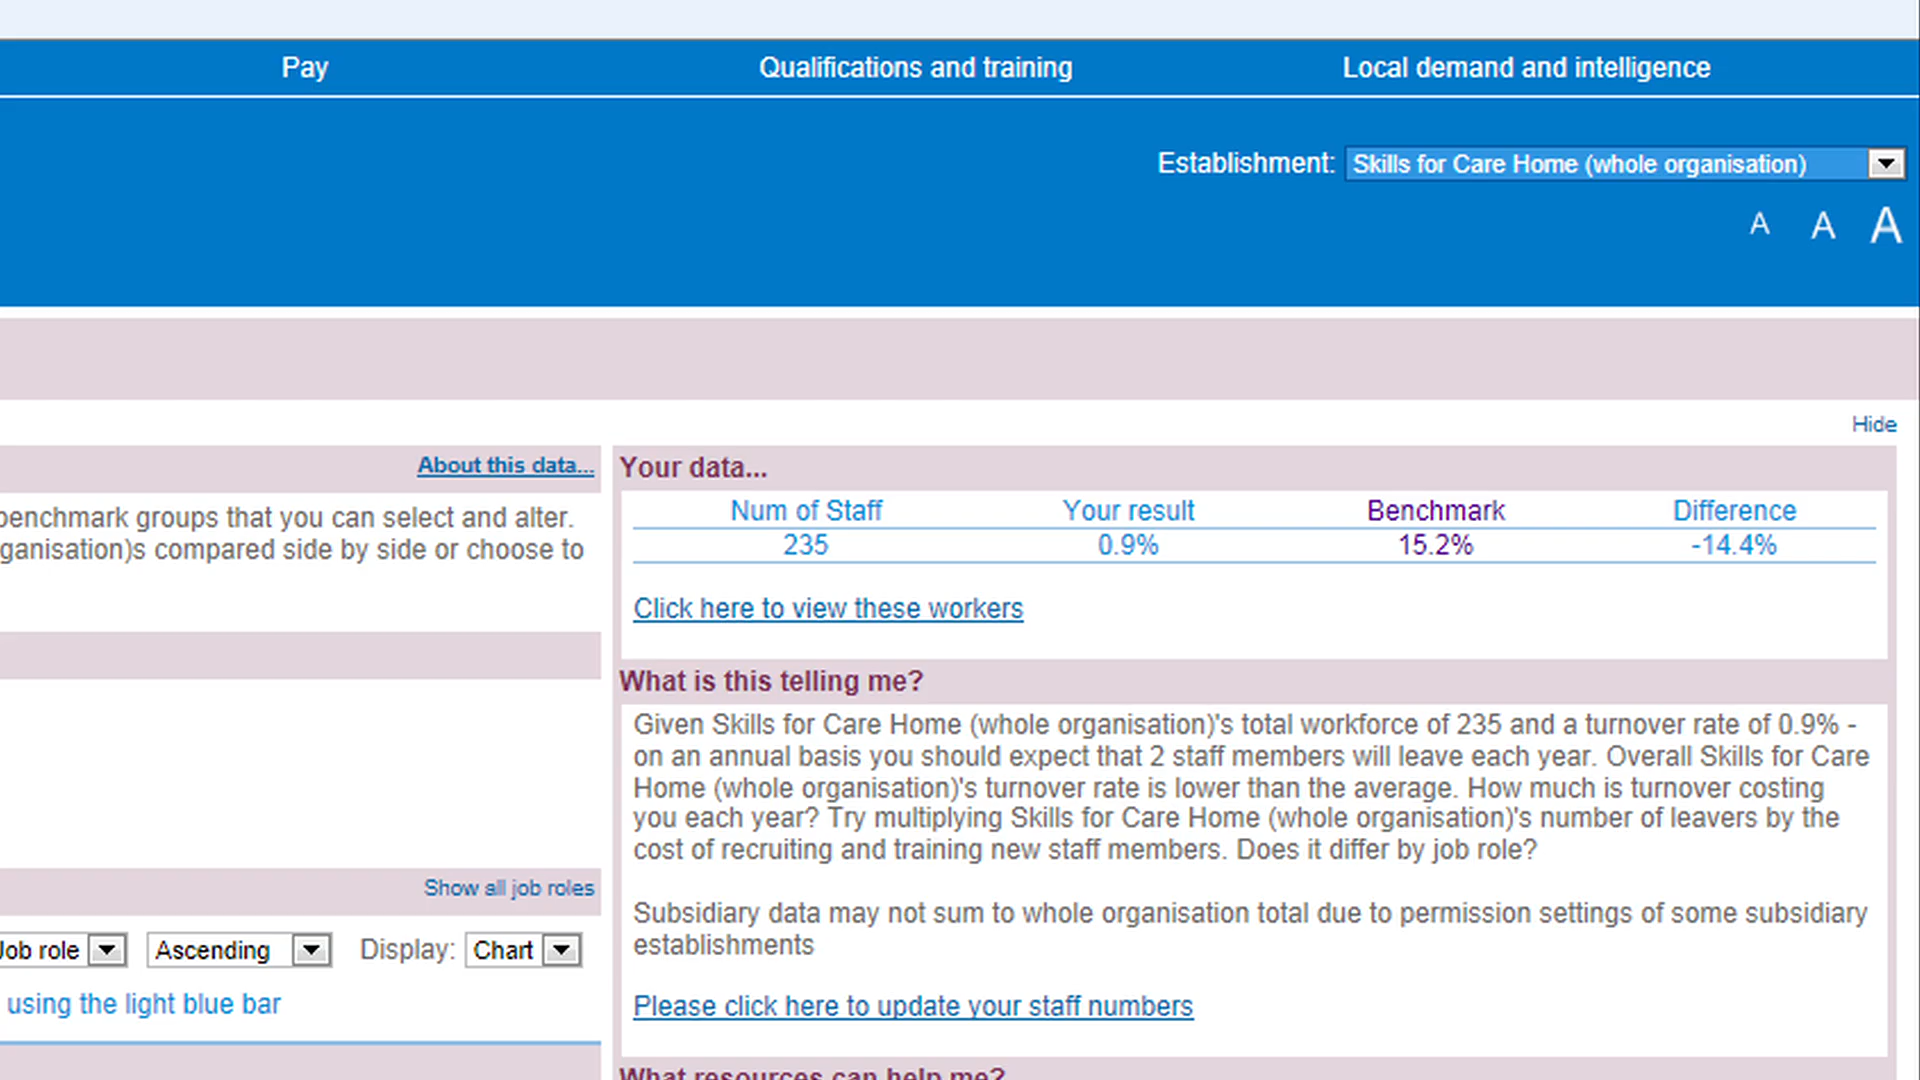 Pay
Qualifications and training
Local demand and intelligence
Establishment: Skills for Care Home (whole organisation)
A A A
Hide
About this data...
benchmark groups that you can select and alter.
ganisation)s compared side by side or choose to
Show all job roles
Job role Ascending Display: Chart
using the light blue bar
Your data...
Num of Staff Your result Benchmark Difference
235 0.9% 15.2% -14.4%
Click here to view these workers
What is this telling me?
Given Skills for Care Home (whole organisation)'s total workforce of 235 and a turnover rate of 0.9% -
on an annual basis you should expect that 2 staff members will leave each year. Overall Skills for Care
Home (whole organisation)'s turnover rate is lower than the average. How much is turnover costing
you each year? Try multiplying Skills for Care Home (whole organisation)'s number of leavers by the
cost of recruiting and training new staff members. Does it differ by job role?
Subsidiary data may not sum to whole organisation total due to permission settings of some subsidiary
establishments
Please click here to update your staff numbers
What resources can help me?